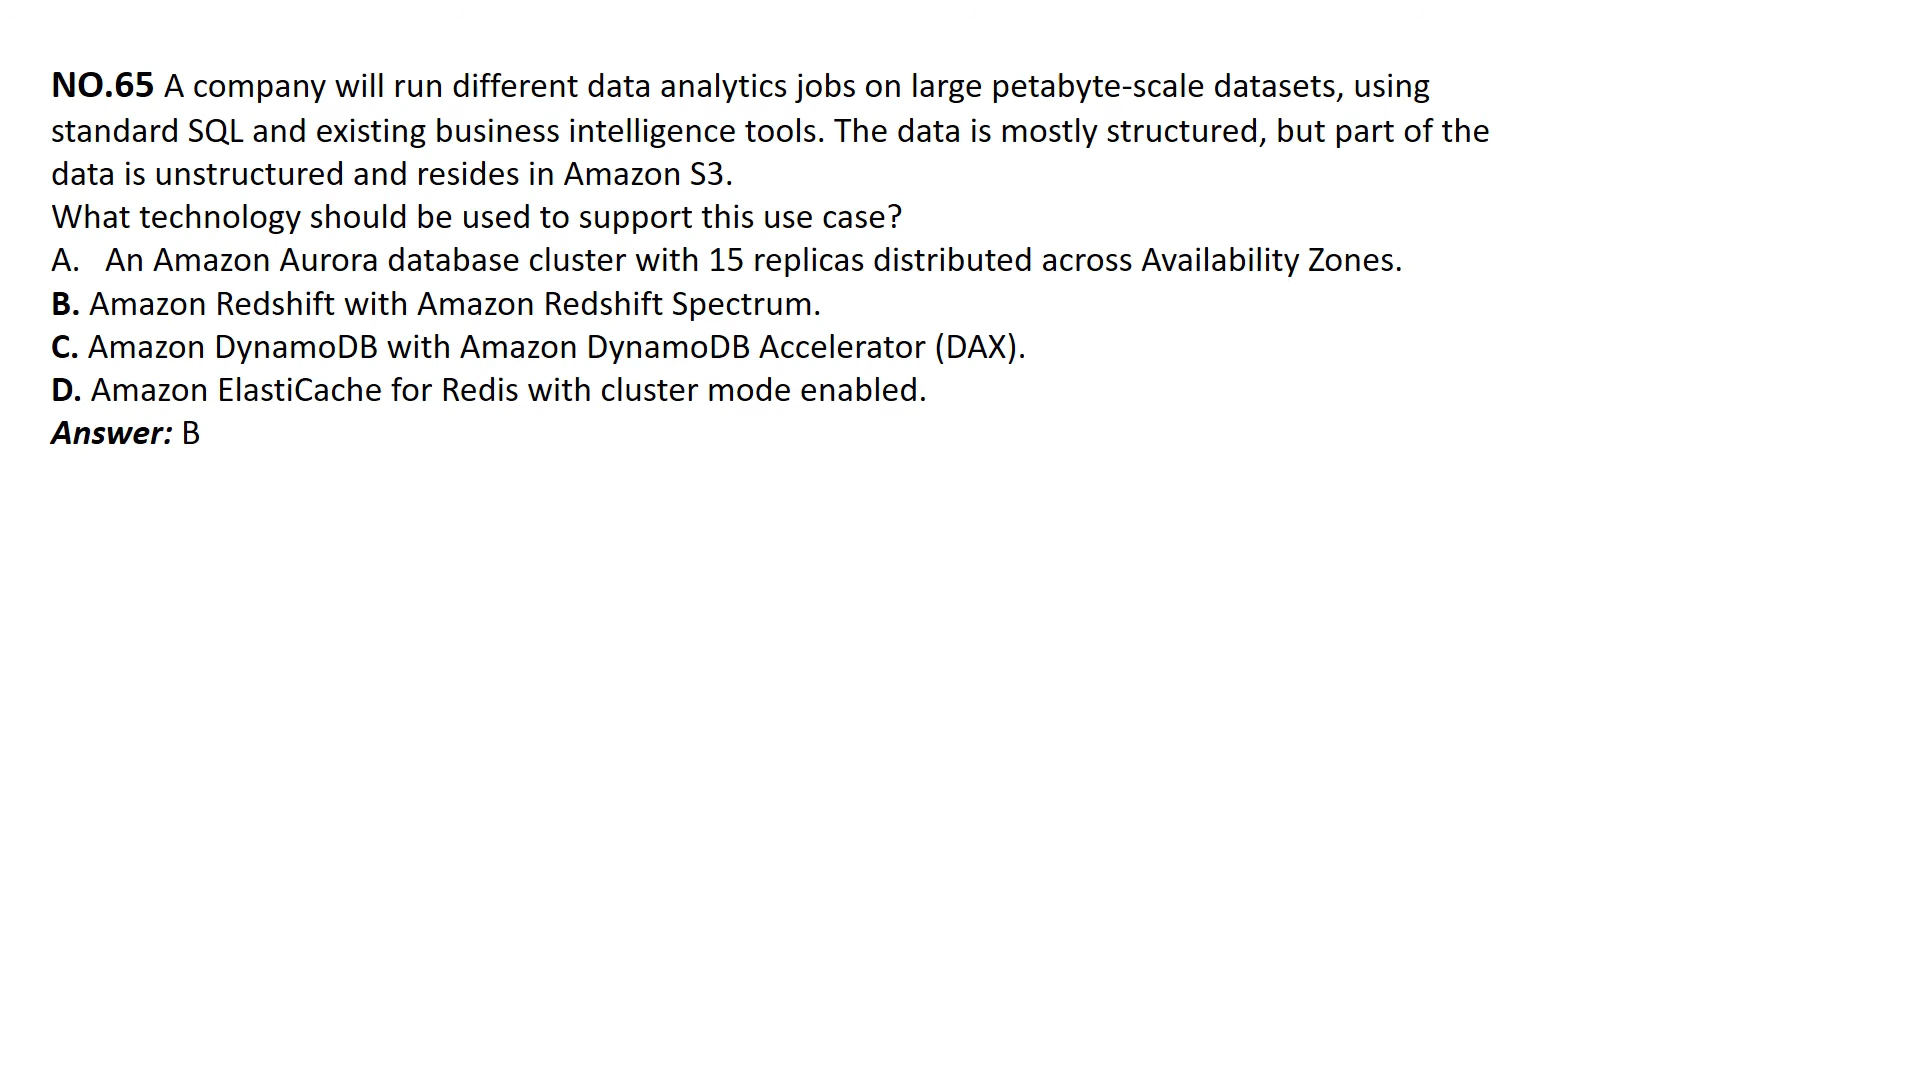 NO.65 A company will run different data analytics jobs on large petabyte-scale datasets, using
standard SQL and existing business intelligence tools. The data is mostly structured, but part of the
data is unstructured and resides in Amazon S3.
What technology should be used to support this use case?
A. An Amazon Aurora database cluster with 15 replicas distributed across Availability Zones.
B. Amazon Redshift with Amazon Redshift Spectrum.
C. Amazon DynamoDB with Amazon DynamoDB Accelerator (DAX).
D. Amazon ElastiCache for Redis with cluster mode enabled.
Answer: B